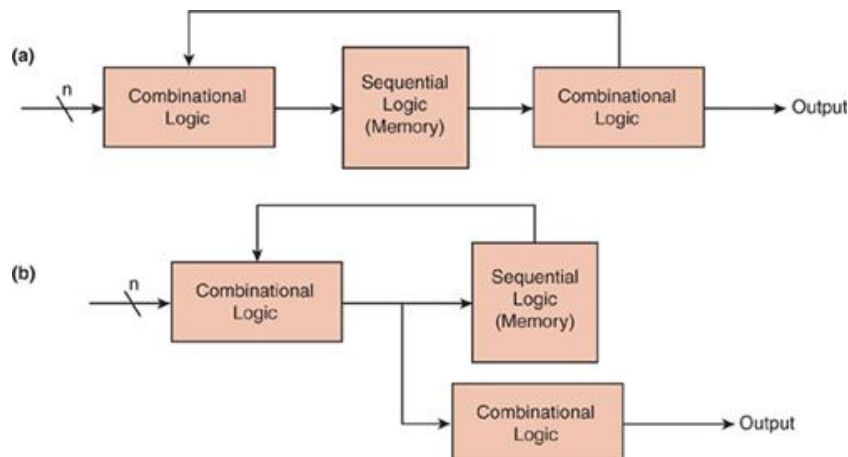 (a)
n
Combinational
Logic
Sequential
Logic
(Memory)
Combinational
Logic
Output
(b)
n
Combinational
Logic
Sequential
Logic
(Memory)
Combinational
Logic
Output